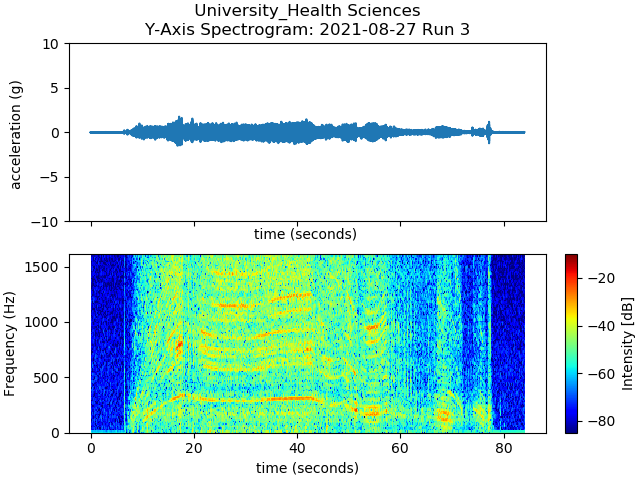 University_Health Sciences
Y-Axis Spectrogram: 2021-08-27 Run 3
10
5
0
−5
−10
acceleration (g)
time (seconds)
1500
1000
500
0
Frequency (Hz)
0
20
40
60
80
time (seconds)
−20
−40
−60
−80
Intensity [dB]